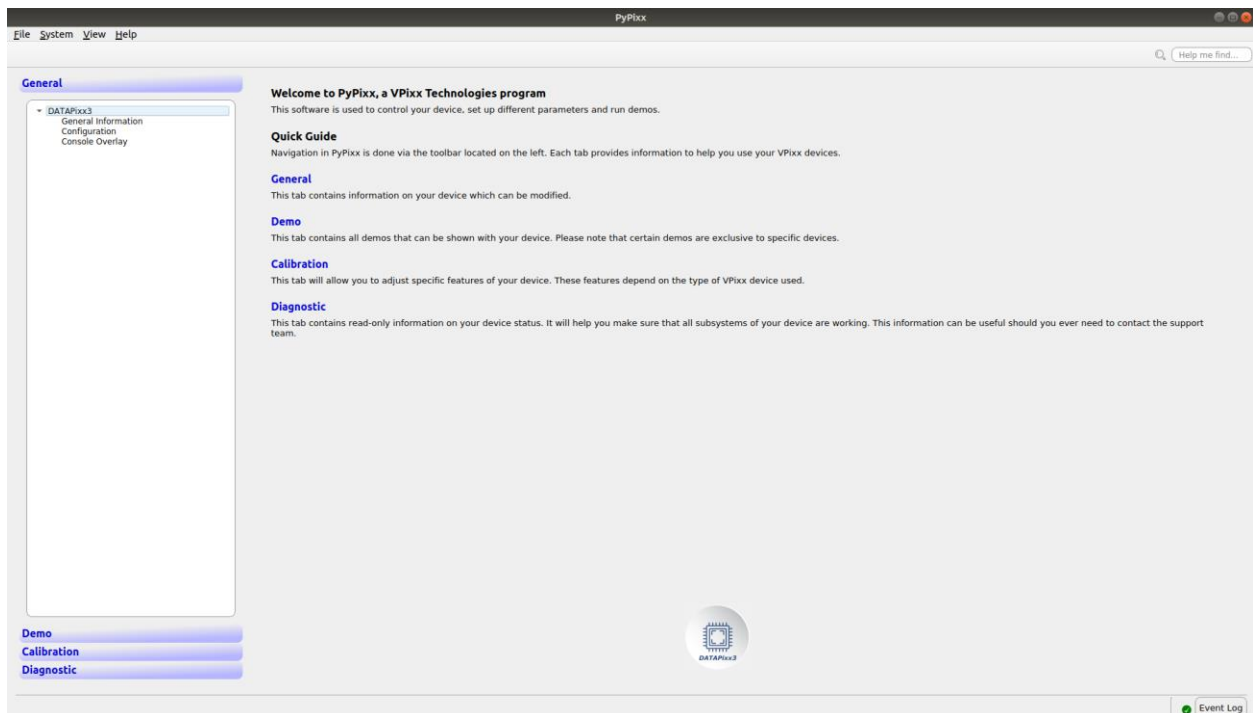 PyPixx
File System View Help
Help me find...
General
DATAPixx3
General Information
Configuration
Console Overlay
Demo
Calibration
Diagnostic
Welcome to PyPixx, a VPixx Technologies program
This software is used to control your device, set up different parameters and run demos.
Quick Guide
Navigation in PyPixx is done via the toolbar located on the left. Each tab provides information to help you use your VPixx devices.
General
This tab contains information on your device which can be modified.
Demo
This tab contains all demos that can be shown with your device. Please note that certain demos are exclusive to specific devices.
Calibration
This tab will allow you to adjust specific features of your device. These features depend on the type of VPixx device used.
Diagnostic
This tab contains read-only information on your device status. It will help you make sure that all subsystems of your device are working. This information can be useful should you ever need to contact the support
team.
DATAPixx3
Event Log